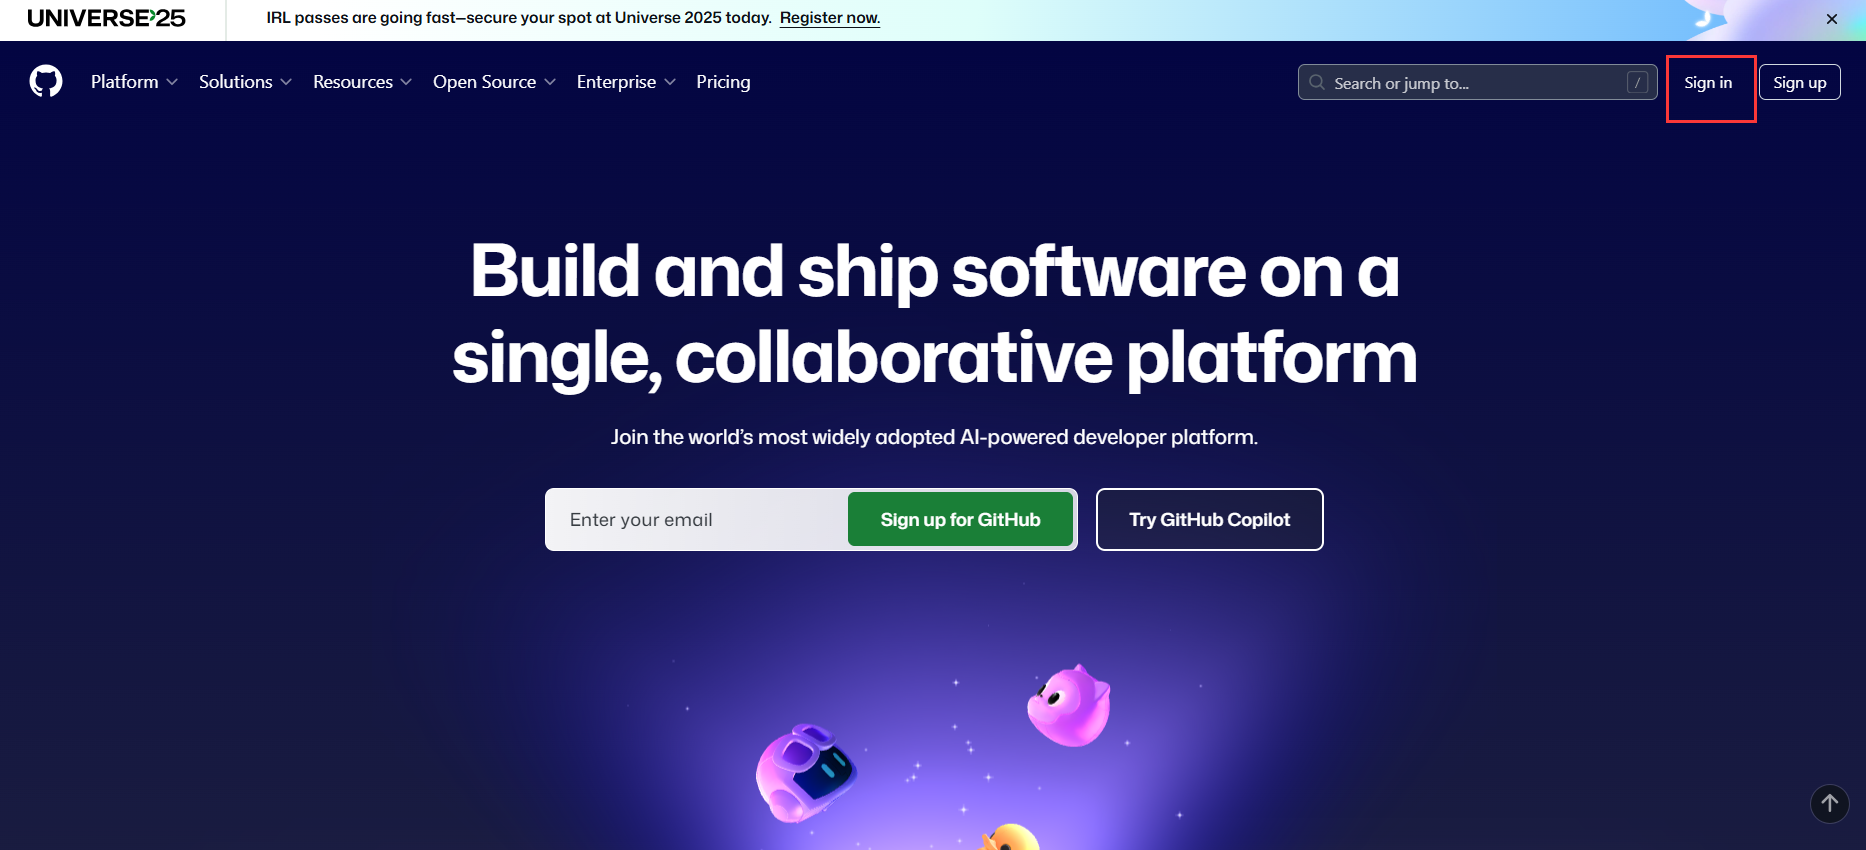 UNIVERSE'25
IRL passes are going fast—secure your spot at Universe 2025 today. Register now.
Platform Solutions Resources Open Source Enterprise Pricing
Search or jump to... /
Sign in
Sign up
Build and ship software on a
single, collaborative platform
Join the world’s most widely adopted AI-powered developer platform.
Enter your email
Sign up for GitHub
Try GitHub Copilot